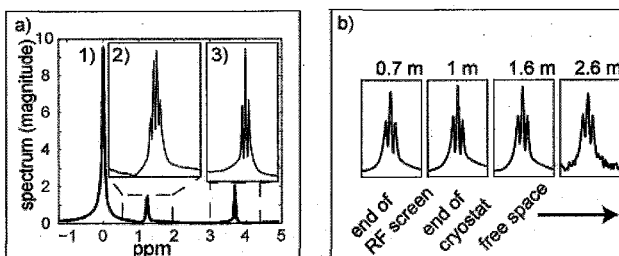 a)
1)
2)
3)
spectrum (magnitude)
10
8
6
4
2
0
-1 0 1 2 3 4 5
ppm
b)
0.7 m 1 m 1.6 m 2.6 m
end of
RF screen
end of
cryostat
free space